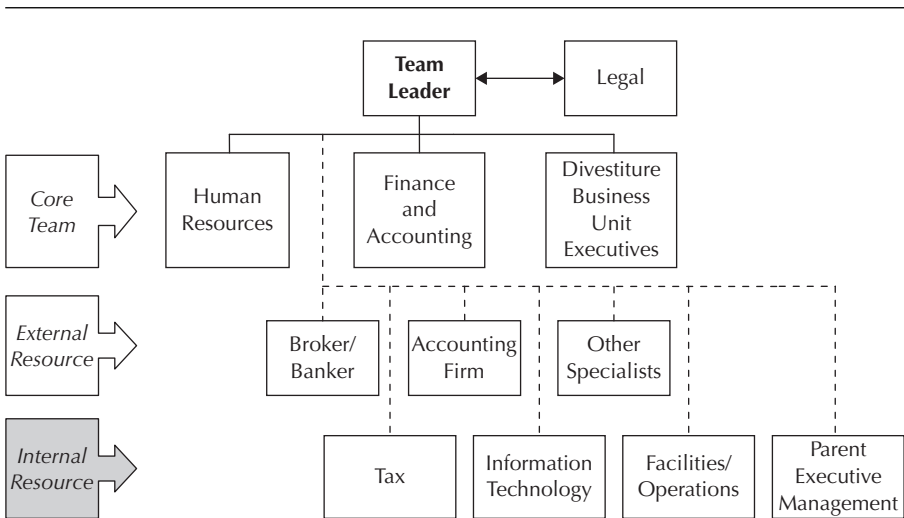 Team
Leader
Legal
Core
Team
Human
Resources
Finance
and
Accounting
Divestiture
Business
Unit
Executives
External
Resource
Broker/
Banker
Accounting
Firm
Other
Specialists
Internal
Resource
Tax
Information
Technology
Facilities/
Operations
Parent
Executive
Management